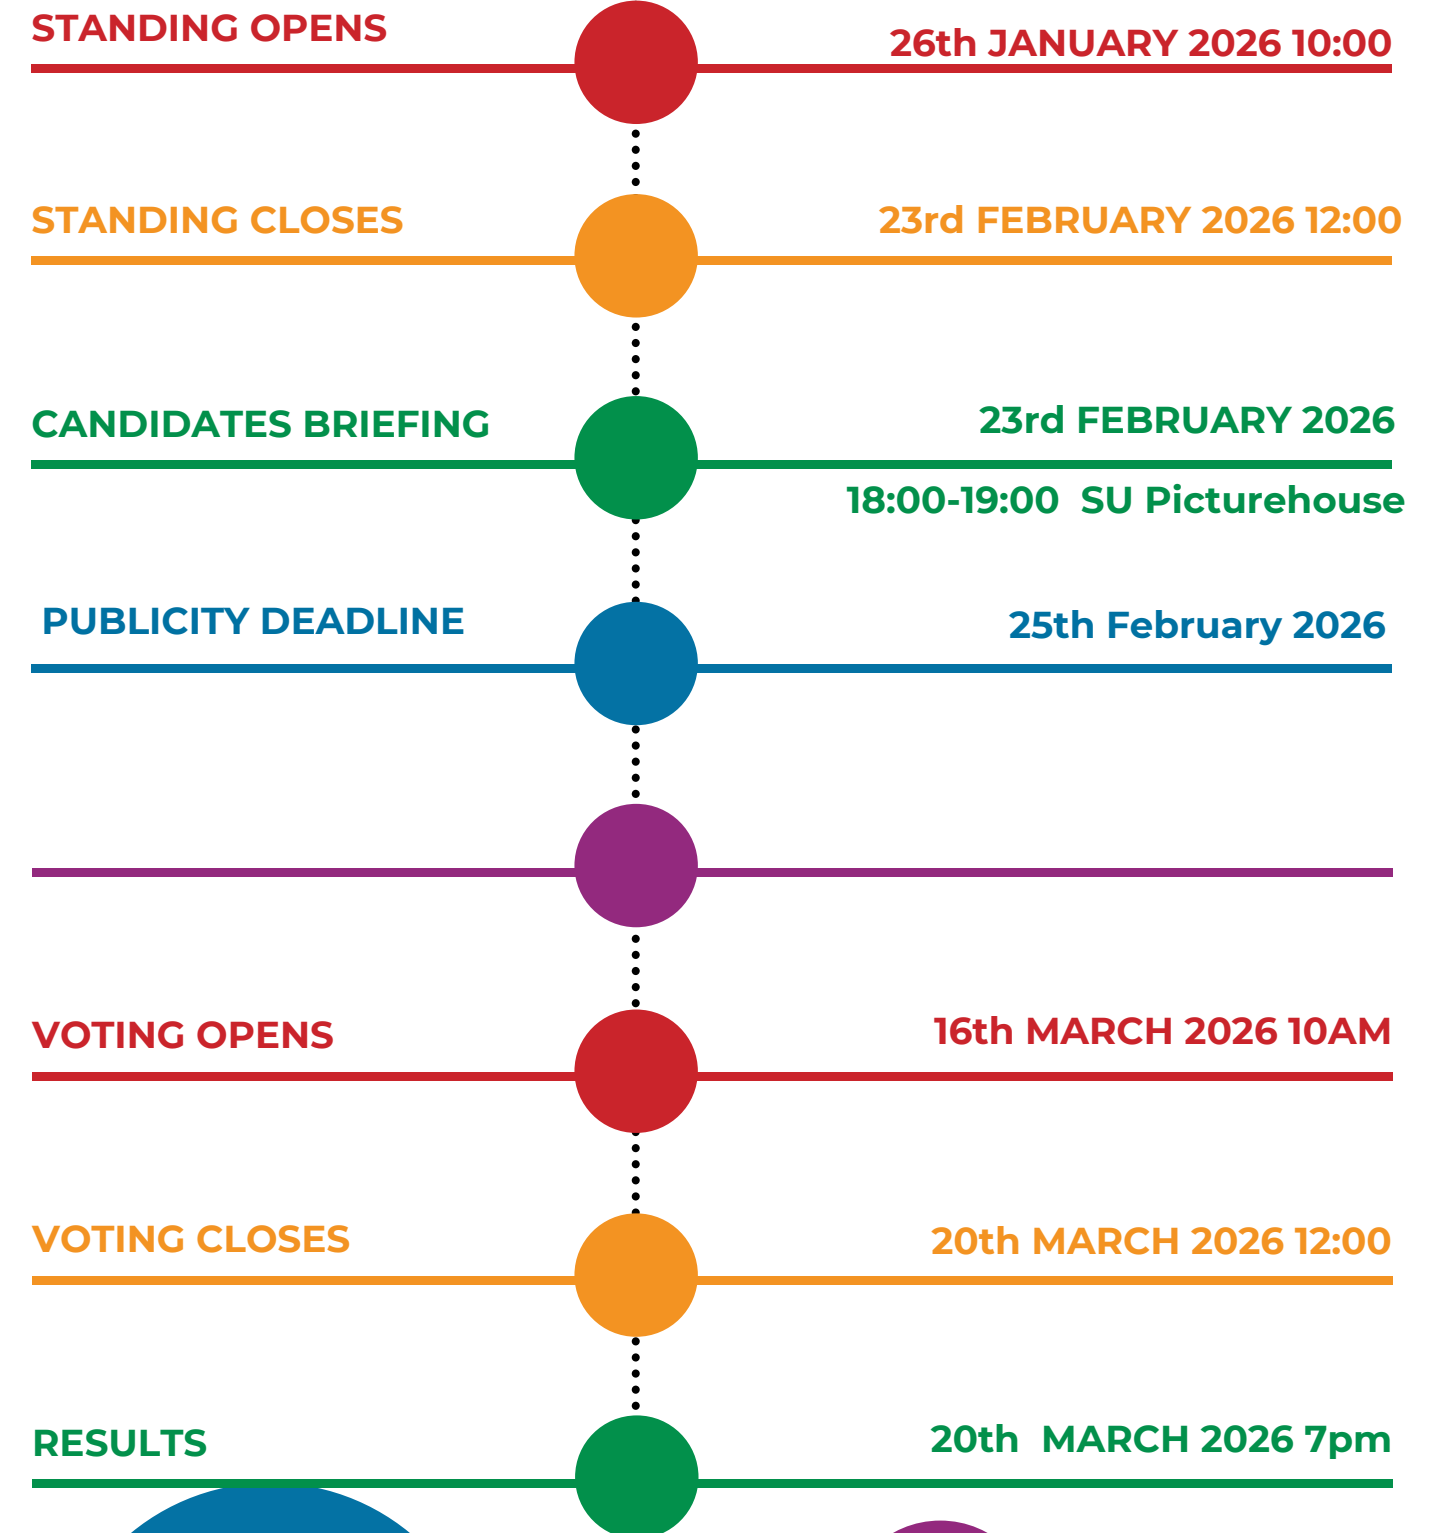 STANDING OPENS
26th JANUARY 2026 10:00
STANDING CLOSES
23rd FEBRUARY 2026 12:00
CANDIDATES BRIEFING
23rd FEBRUARY 2026
18:00-19:00  SU Picturehouse
PUBLICITY DEADLINE
25th February 2026
VOTING OPENS
16th MARCH 2026 10AM
VOTING CLOSES
20th MARCH 2026 12:00
RESULTS
20th  MARCH 2026 7pm